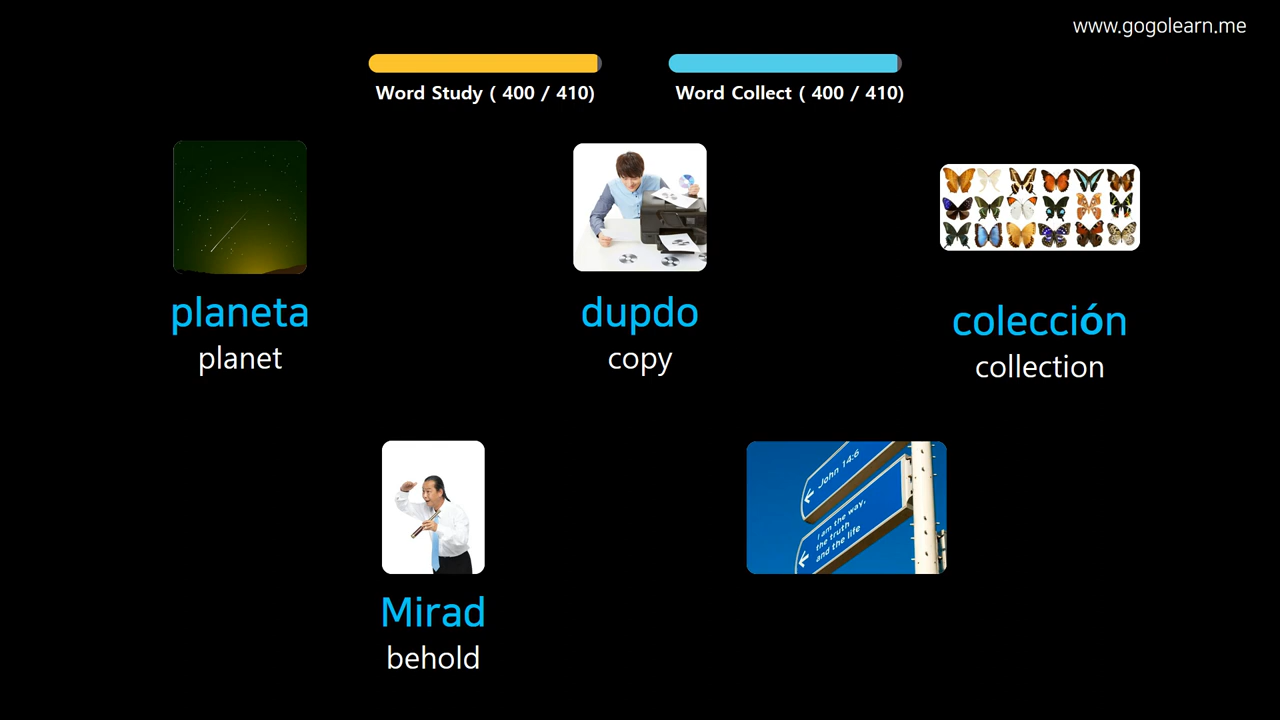 www.gogolearn.me
Word Study ( 400 / 410)
Word Collect ( 400 / 410)
planeta
planet
dupdo
copy
colección
collection
John 14:6
I am the way,
the truth
and the life
Mirad
behold